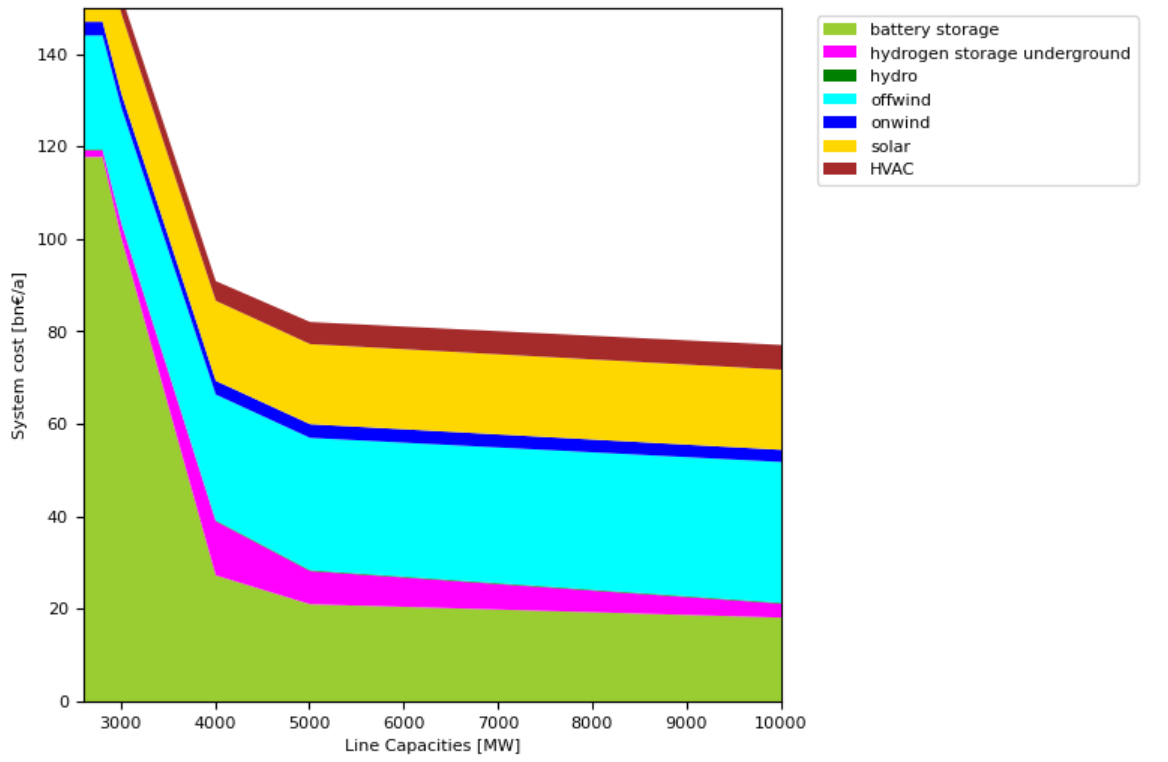 140
120
100
80
60
40
20
0
System cost [bn€/a]
3000 4000 5000 6000 7000 8000 9000 10000
Line Capacities [MW]
battery storage
hydrogen storage underground
hydro
offwind
onwind
solar
HVAC